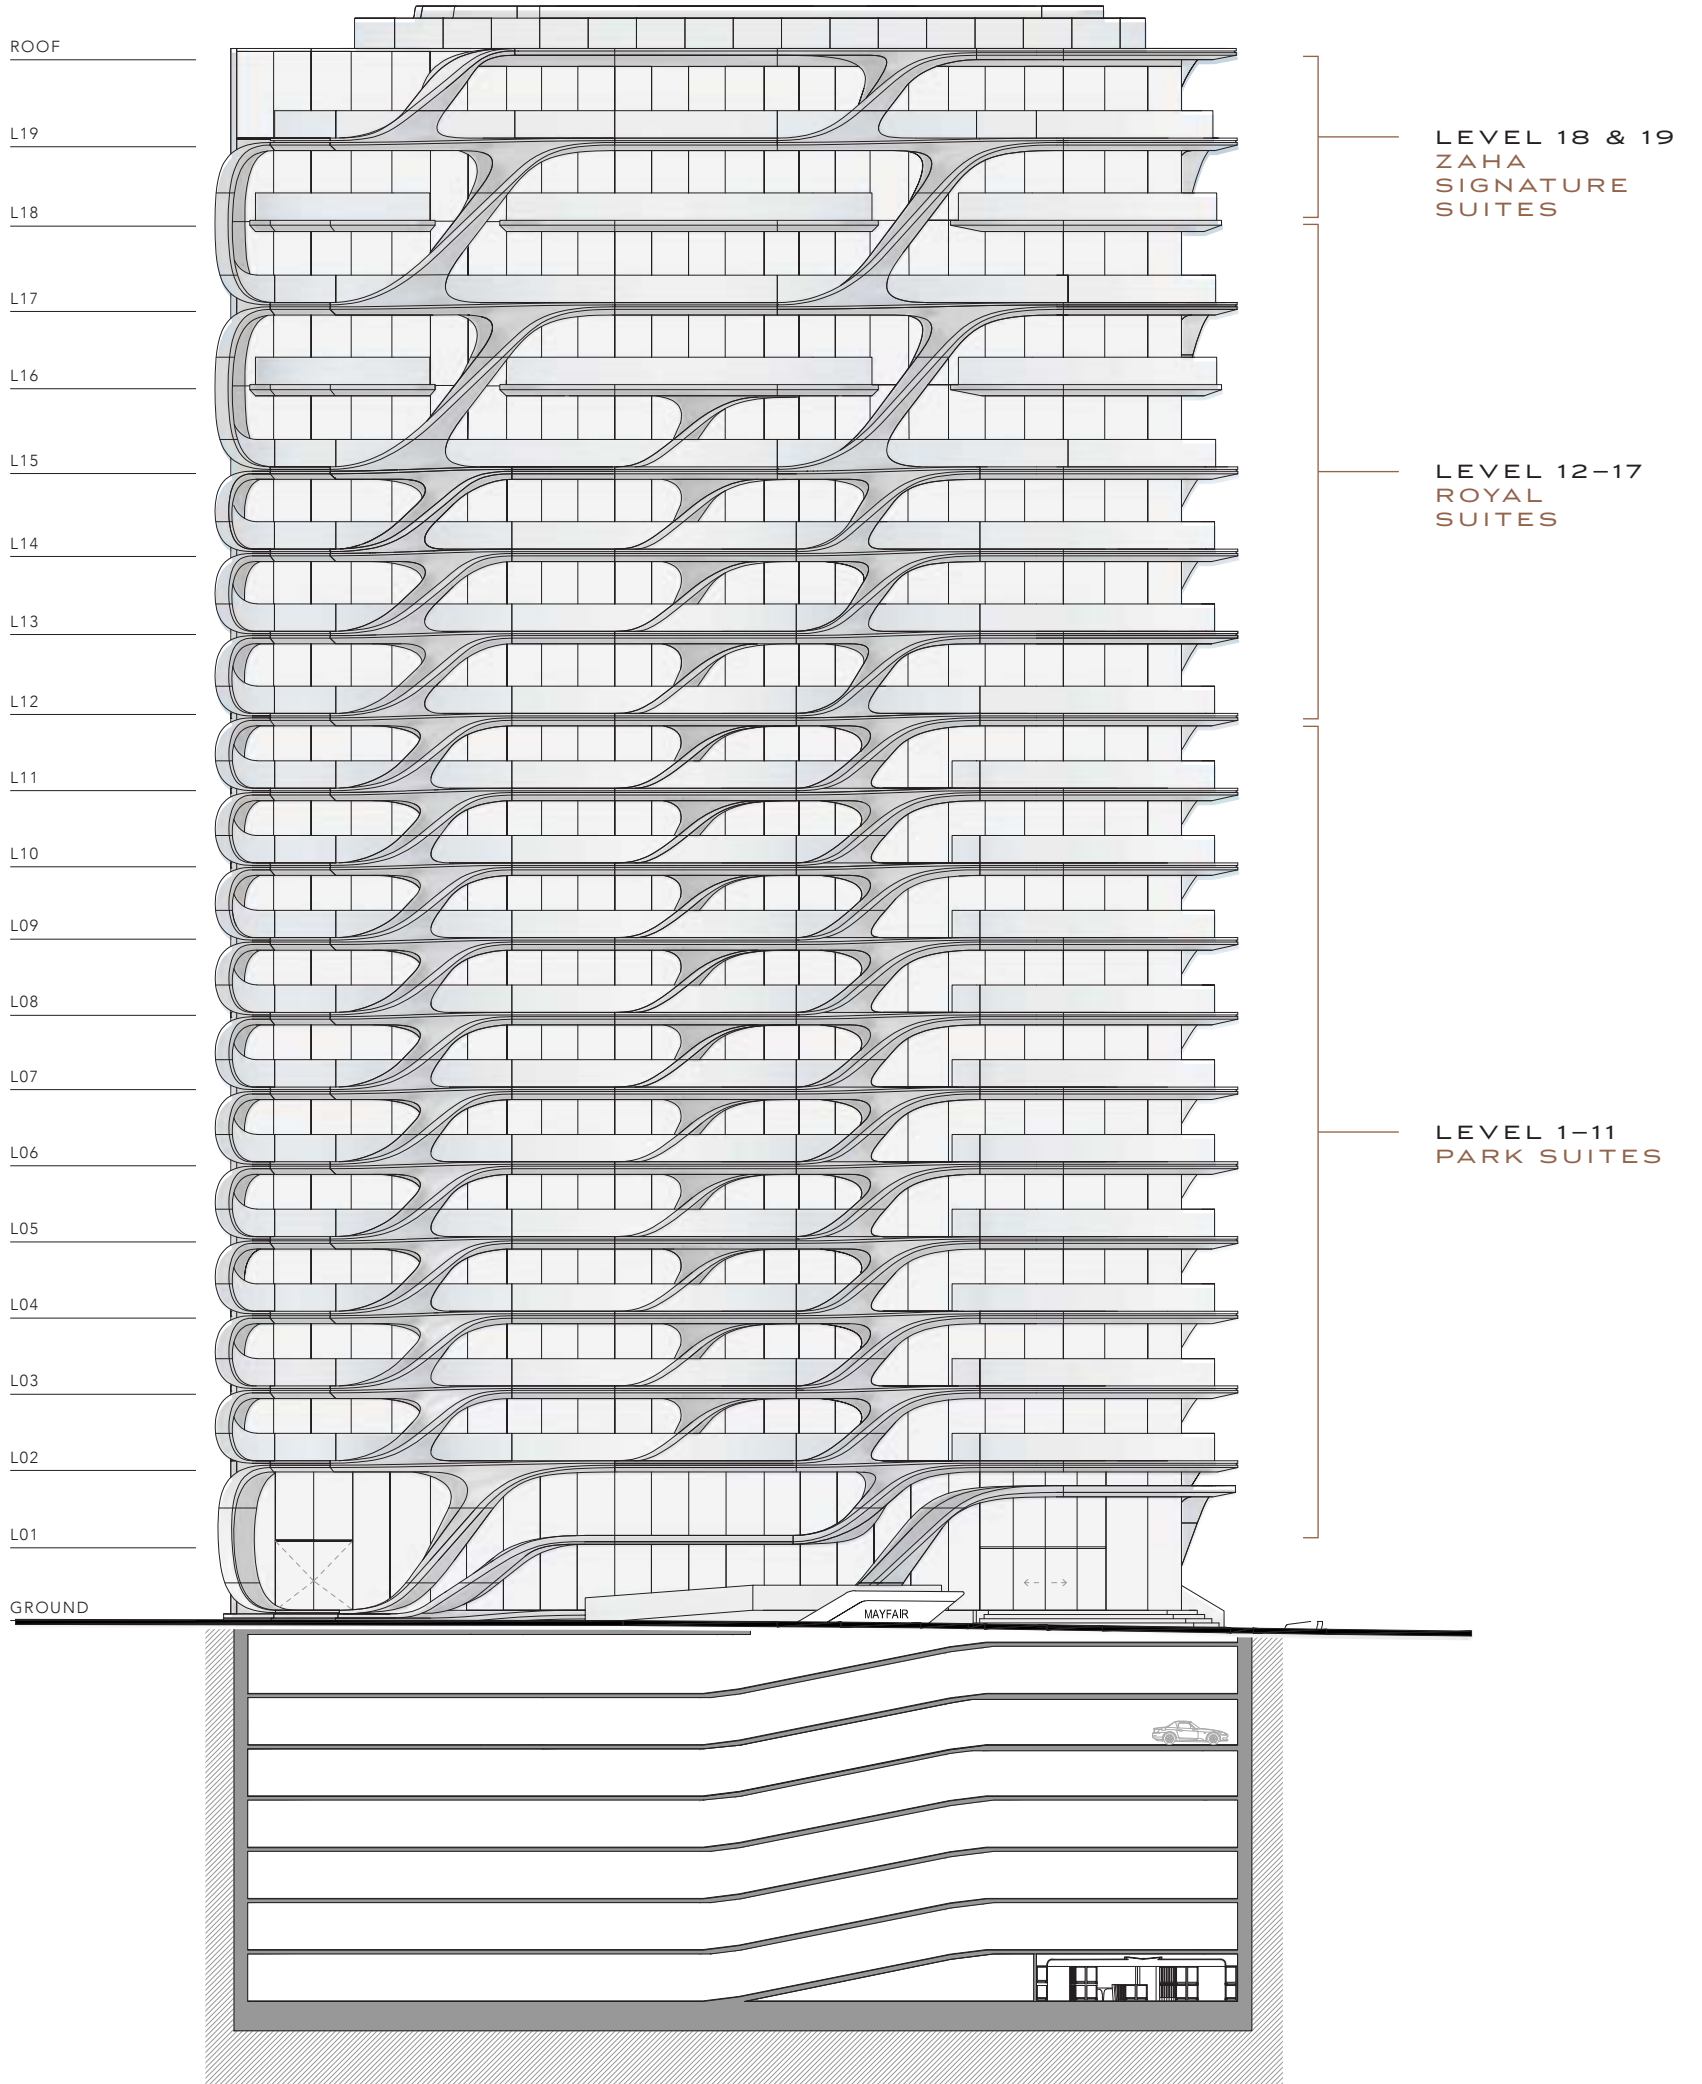 ROOF
L19
LEVEL 18 & 19
ZAHA
SIGNATURE
SUITES
L18
L17
L16
L15
LEVEL 12–17
ROYAL
SUITES
L14
L13
L12
L11
L10
L09
L08
L07
LEVEL 1–11
PARK SUITES
L06
L05
L04
L03
L02
L01
GROUND
MAYFAIR